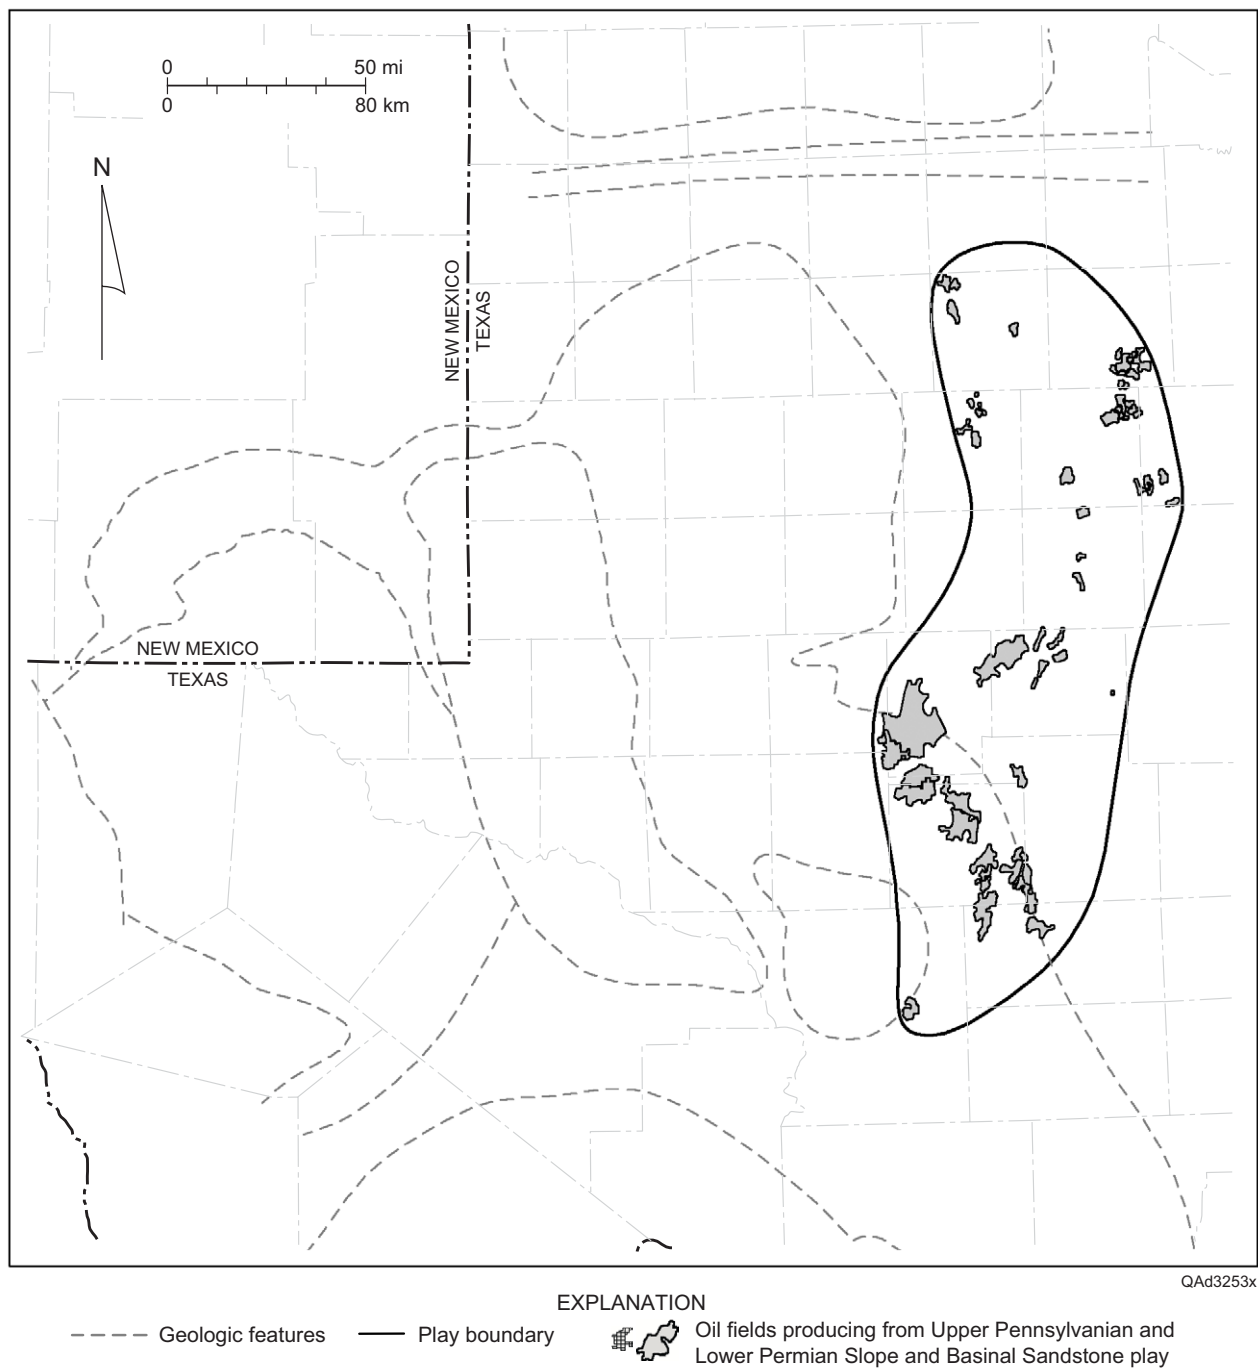 0 50 mi
0 80 km
N
NEW MEXICO
TEXAS
NEW MEXICO
TEXAS
QAd3253x
EXPLANATION
Geologic features
Play boundary
Oil fields producing from Upper Pennsylvanian and
Lower Permian Slope and Basinal Sandstone play